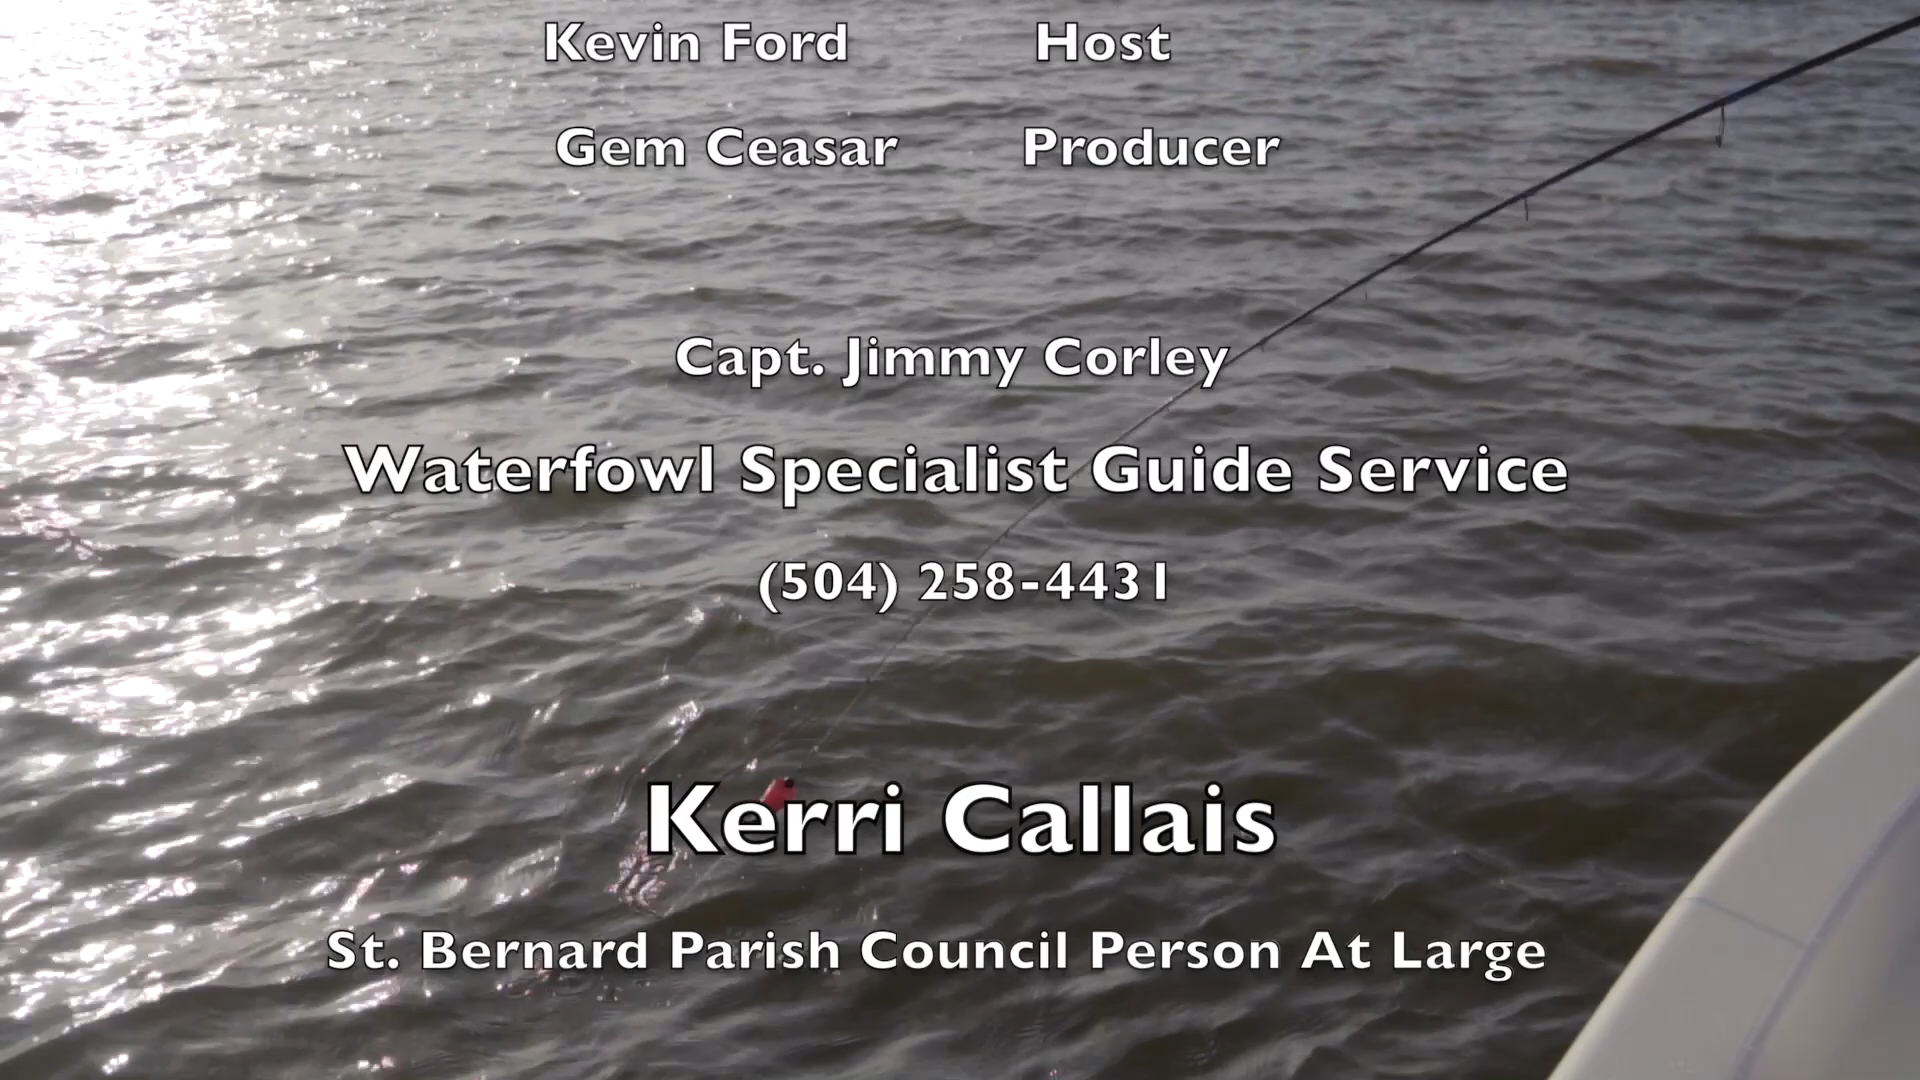 Kevin Ford Host
Gem Ceasar Producer
Capt. Jimmy Corley
Waterfowl Specialist Guide Service
(504) 258-4431
Kerri Callais
St. Bernard Parish Council Person At Large